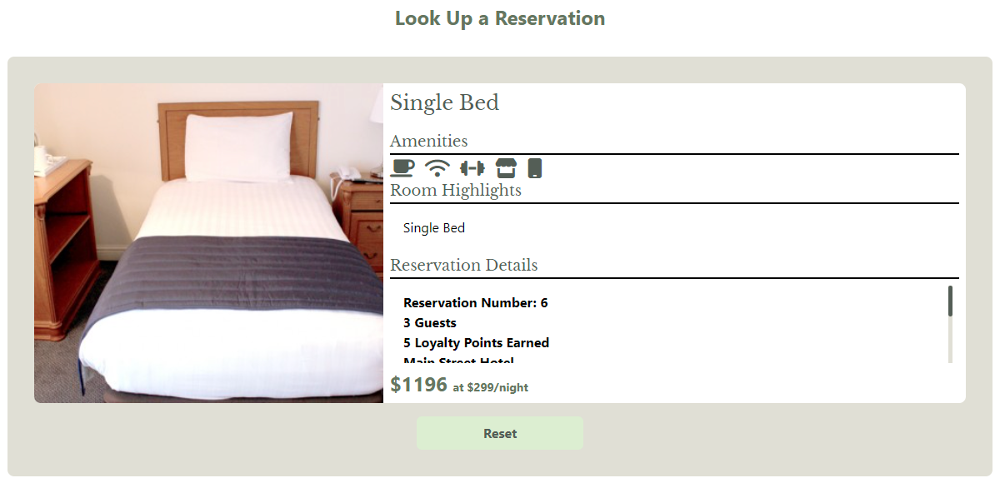 Look Up a Reservation
Single Bed
Amenities
Room Highlights
Single Bed
Reservation Details
Reservation Number: 6
3 Guests
5 Loyalty Points Earned
Main Street Hotel
$1196 at $299/night
Reset